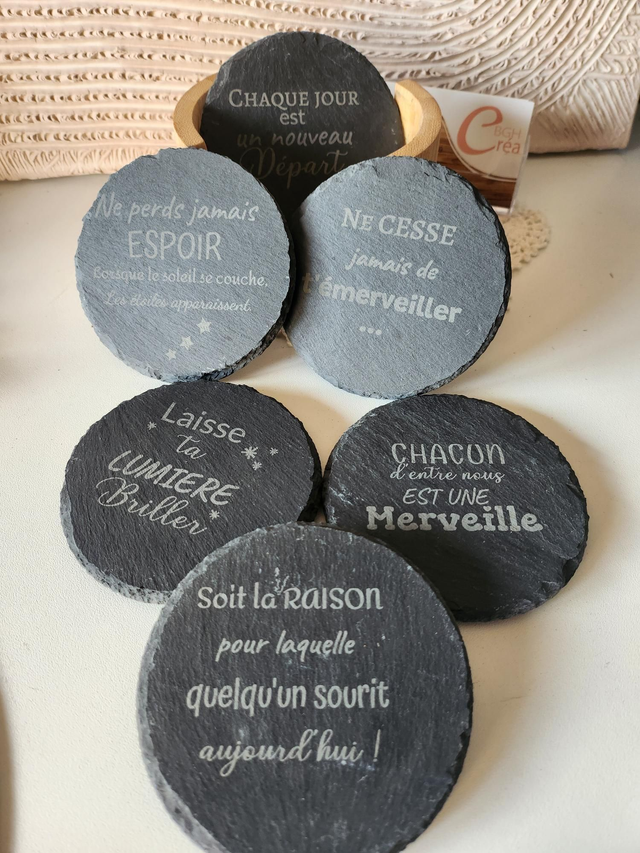 CHAQUE JOUR
est
un nouveau
Départ
BGH
Créa
Ne perds jamais
ESPOIR
Lorsque le soleil se couche,
Les étoiles apparaissent.
NE CESSE
jamais de
t'émerveiller
...
Laisse
ta
LUMIERE
Briller
CHACUN
d'entre nous
EST UNE
Merveille
Soit la RAISON
pour laquelle
quelqu'un sourit
aujourd'hui !